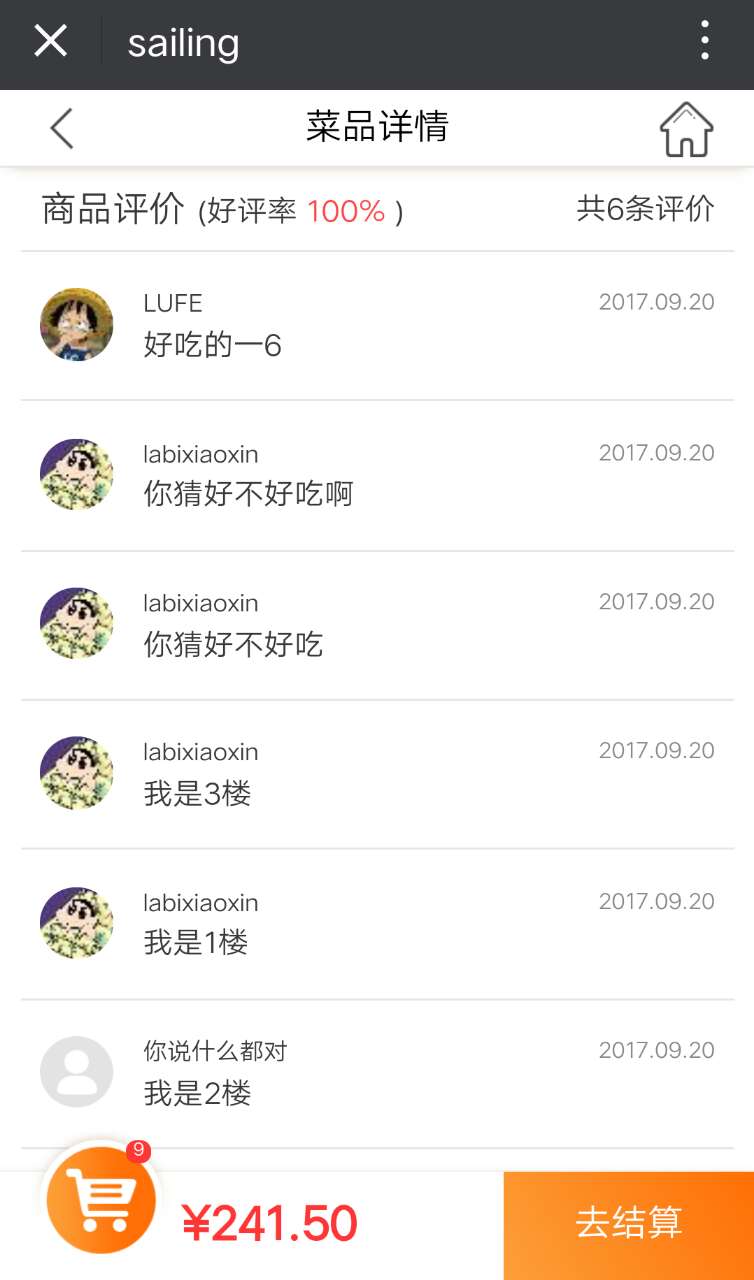 sailing
菜品详情
商品评价 (好评率 100% ) 共6条评价
LUFE 2017.09.20
好吃的一6
labixiaoxin 2017.09.20
你猜好不好吃啊
labixiaoxin 2017.09.20
你猜好不好吃
labixiaoxin 2017.09.20
我是3楼
labixiaoxin 2017.09.20
我是1楼
你说什么都对 2017.09.20
我是2楼
9
¥241.50 去结算